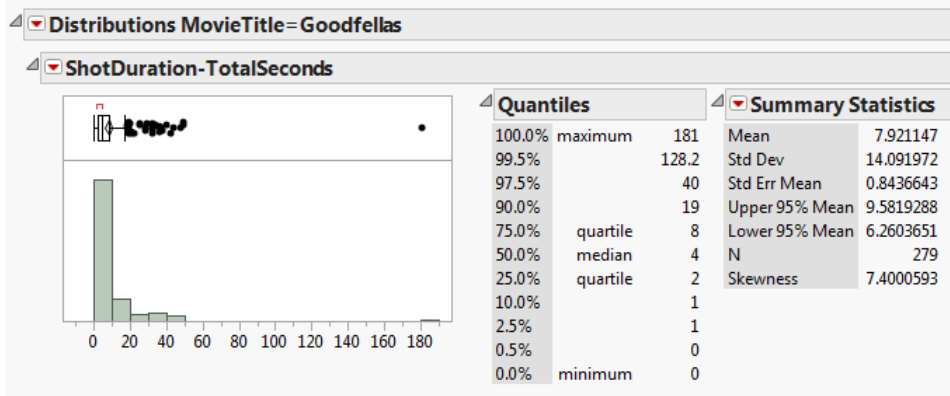 Distributions MovieTitle=Goodfellas
ShotDuration-TotalSeconds
0 20 40 60 80 100 120 140 160 180
Quantiles
100.0% maximum 181
99.5% 128.2
97.5% 40
90.0% 19
75.0% quartile 8
50.0% median 4
25.0% quartile 2
10.0% 1
2.5% 1
0.5% 0
0.0% minimum 0
Summary Statistics
Mean 7.921147
Std Dev 14.091972
Std Err Mean 0.8436643
Upper 95% Mean 9.5819288
Lower 95% Mean 6.2603651
N 279
Skewness 7.4000593